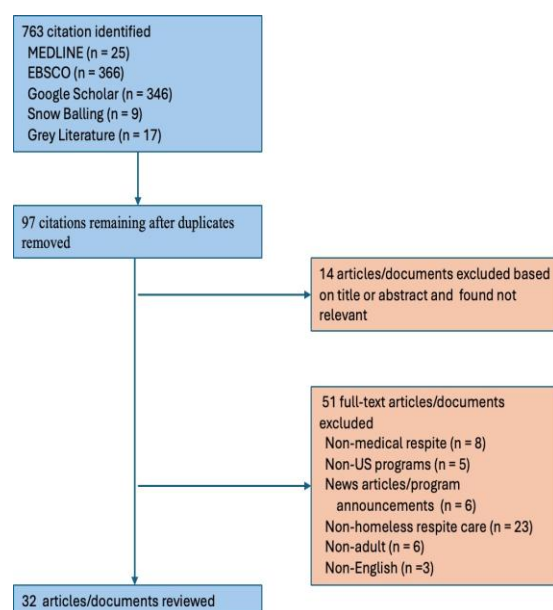 763 citation identified
MEDLINE (n = 25)
EBSCO (n = 366)
Google Scholar (n = 346)
Snow Balling (n = 9)
Grey Literature (n = 17)
97 citations remaining after duplicates
removed
14 articles/documents excluded based
on title or abstract and found not
relevant
51 full-text articles/documents
excluded
Non-medical respite (n = 8)
Non-US programs (n = 5)
News articles/program
announcements (n = 6)
Non-homeless respite care (n = 23)
Non-adult (n = 6)
Non-English (n =3)
32 articles/documents reviewed